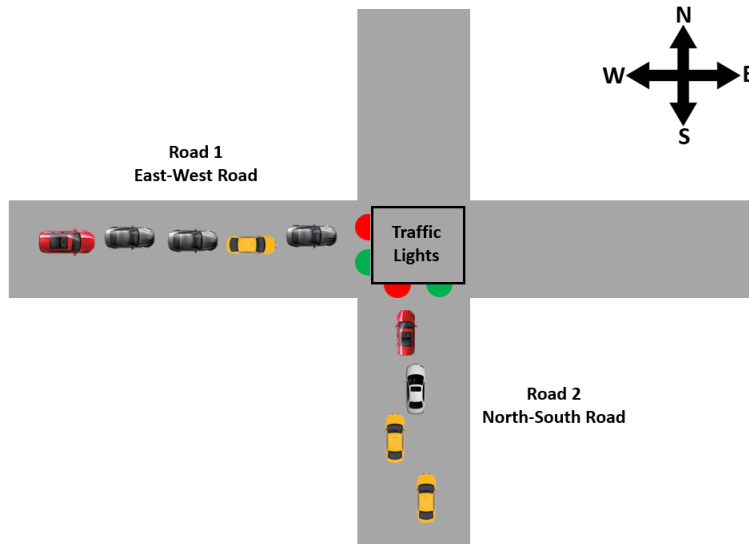 N
W
E
S
Road 1
East-West Road
Traffic
Lights
Road 2
North-South Road